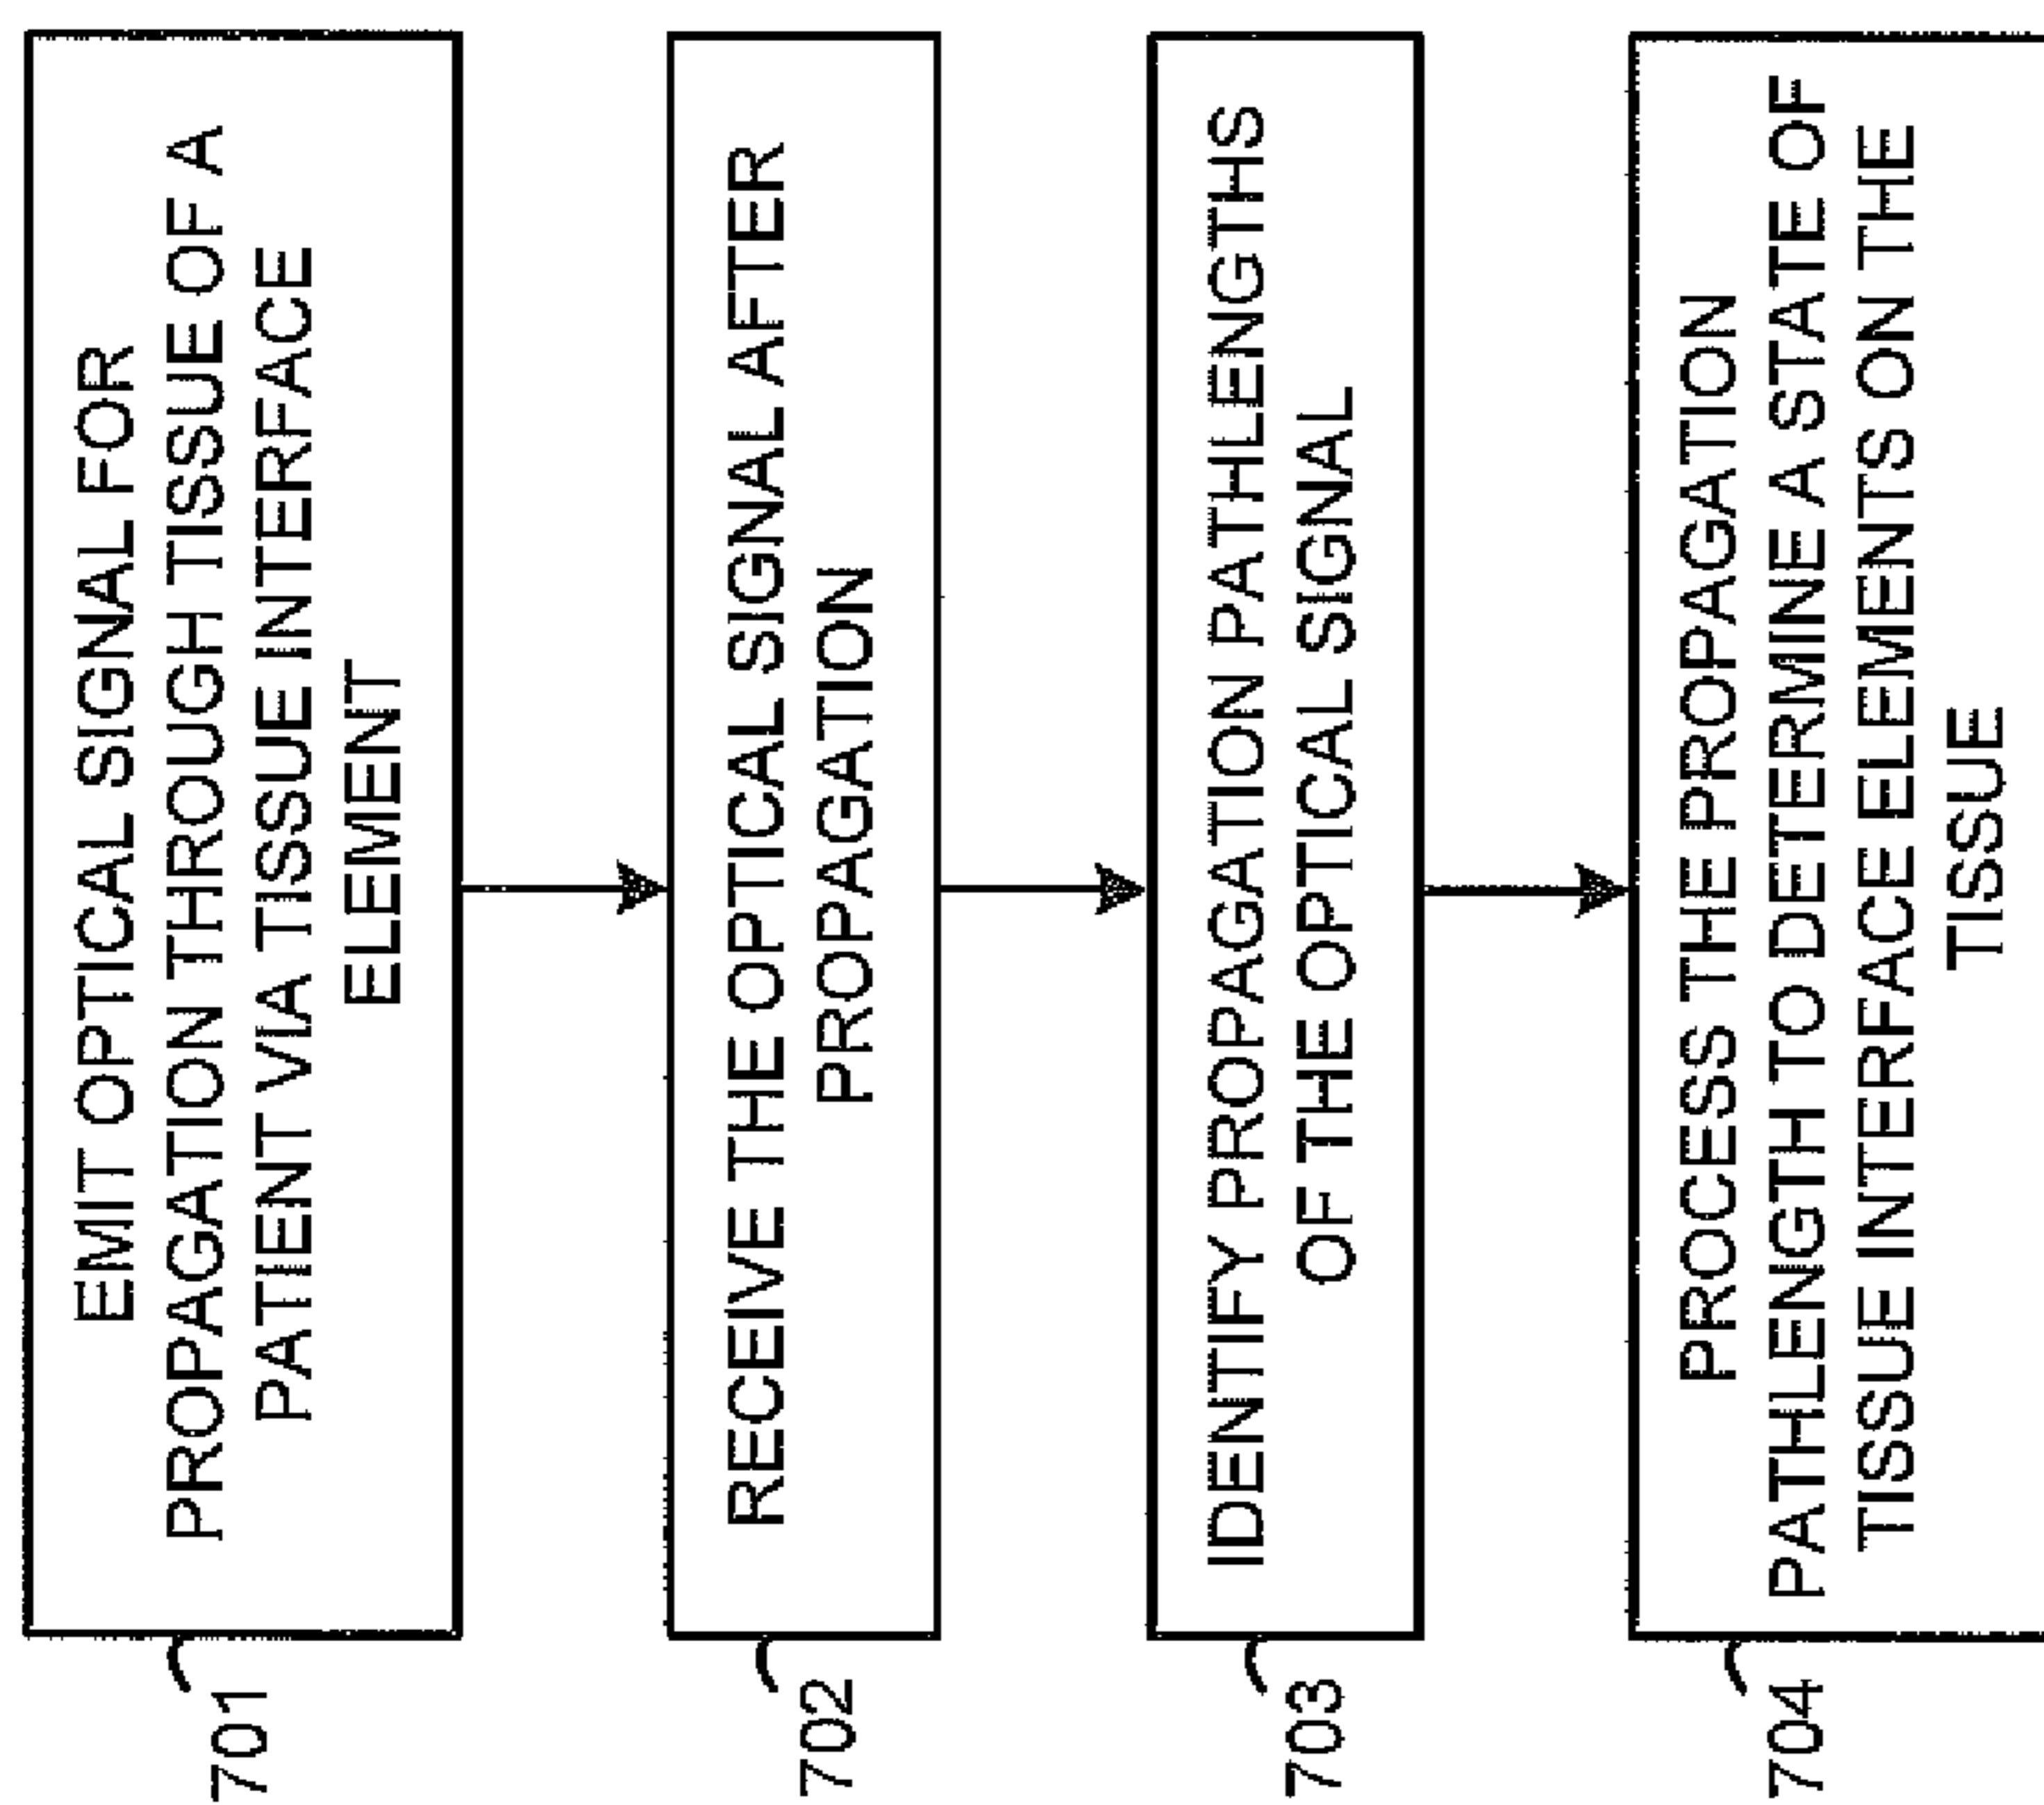 701
EMIT OPTICAL SIGNAL FOR
PROPAGATION THROUGH TISSUE OF A
PATIENT VIA TISSUE INTERFACE
ELEMENT
702
RECEIVE THE OPTICAL SIGNAL AFTER
PROPAGATION
703
IDENTIFY PROPAGATION PATHLENGTHS
OF THE OPTICAL SIGNAL
704
PROCESS THE PROPAGATION
PATHLENGTH TO DETERMINE A STATE OF
TISSUE INTERFACE ELEMENTS ON THE
TISSUE